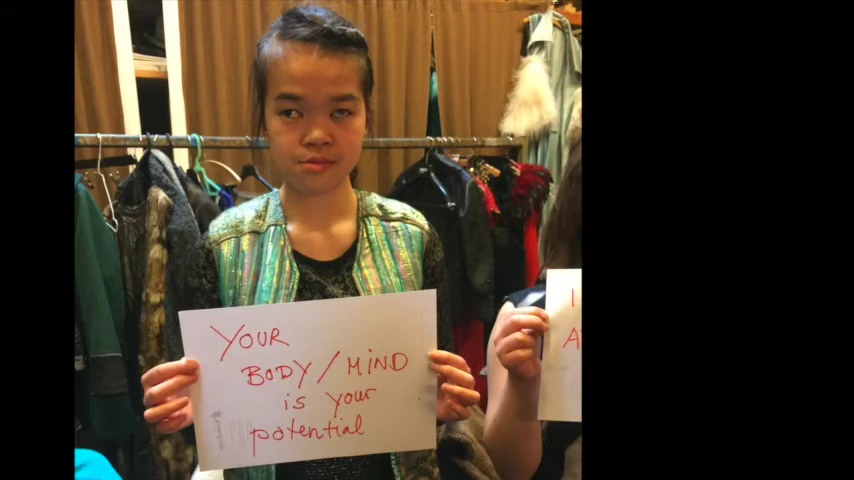 YOUR
BODY/MIND
is your
potential
I
A